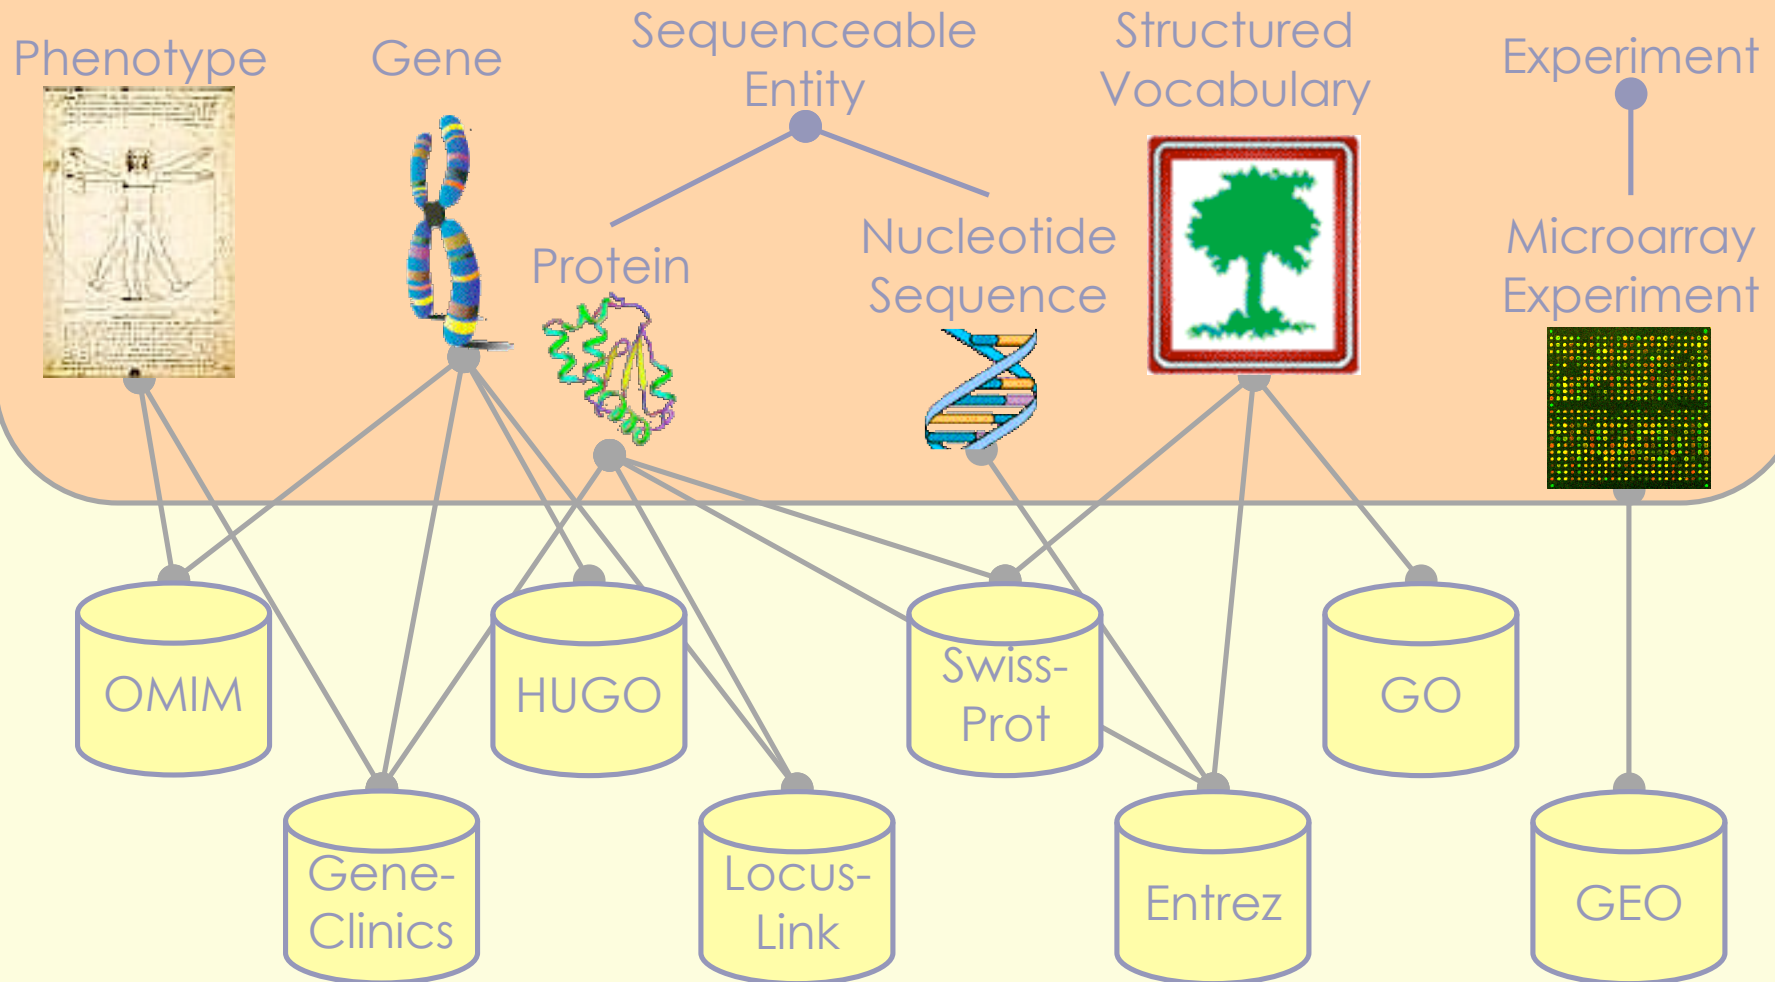 Phenotype
Gene
Sequenceable
Entity
Structured
Vocabulary
Experiment
Protein
Nucleotide
Sequence
Microarray
Experiment
OMIM
HUGO
Swiss-
Prot
GO
Gene-
Clinics
Locus-
Link
Entrez
GEO